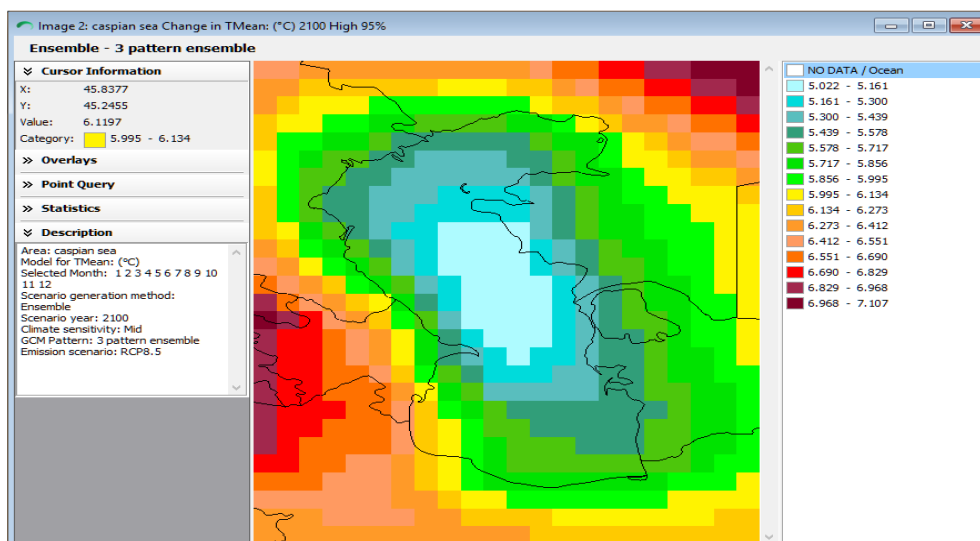 Image 2: caspian sea Change in TMean: (°C) 2100 High 95%
Ensemble - 3 pattern ensemble
Cursor Information
X: 45.8377
Y: 45.2455
Value: 6.1197
Category: 5.995 - 6.134
Overlays
Point Query
Statistics
Description
Area: caspian sea
Model for TMean: (°C)
Selected Month: 1 2 3 4 5 6 7 8 9 10
11 12
Scenario generation method:
Ensemble
Scenario year: 2100
Climate sensitivity: Mid
GCM Pattern: 3 pattern ensemble
Emission scenario: RCP8.5
NO DATA / Ocean
5.022 - 5.161
5.161 - 5.300
5.300 - 5.439
5.439 - 5.578
5.578 - 5.717
5.717 - 5.856
5.856 - 5.995
5.995 - 6.134
6.134 - 6.273
6.273 - 6.412
6.412 - 6.551
6.551 - 6.690
6.690 - 6.829
6.829 - 6.968
6.968 - 7.107